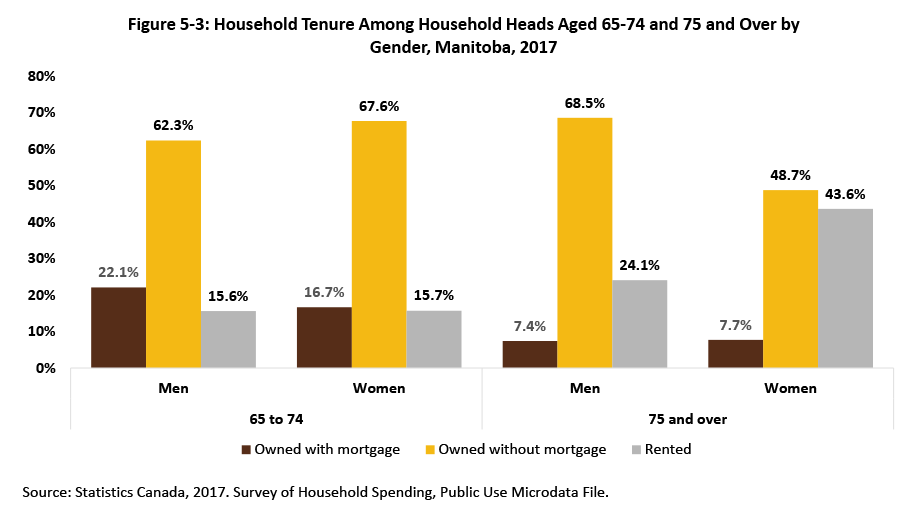 Figure 5-3: Household Tenure Among Household Heads Aged 65-74 and 75 and Over by
Gender, Manitoba, 2017
80%
70%
60%
50%
40%
30%
20%
10%
0%
22.1%
62.3%
15.6%
16.7%
67.6%
15.7%
7.4%
68.5%
24.1%
7.7%
48.7%
43.6%
Men
Women
Men
Women
65 to 74
75 and over
Owned with mortgage
Owned without mortgage
Rented
Source: Statistics Canada, 2017. Survey of Household Spending, Public Use Microdata File.